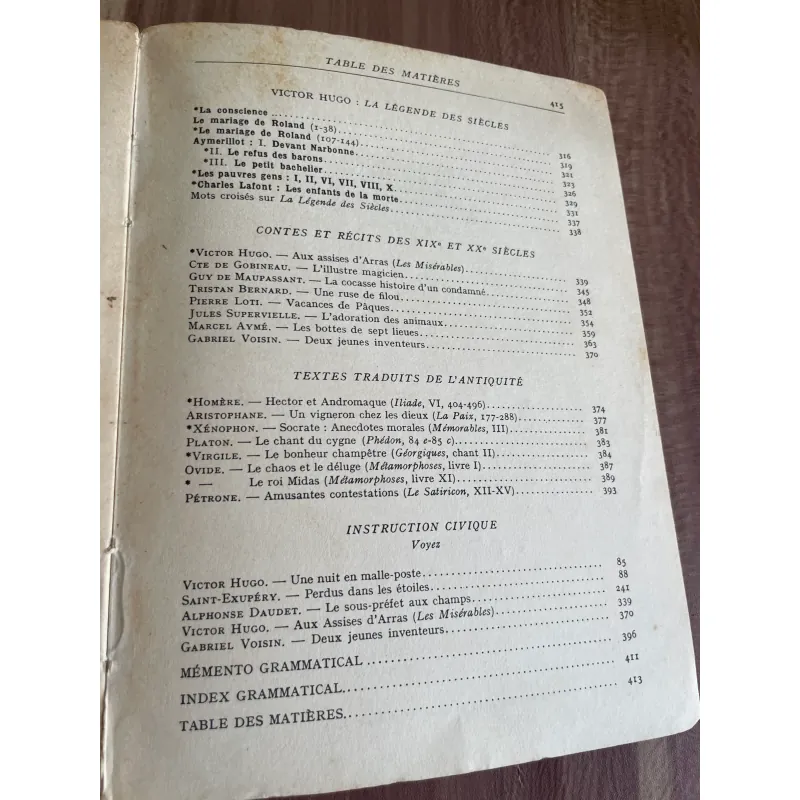 TABLE DES MATIÈRES 415
VICTOR HUGO : LA LÉGENDE DES SIÈCLES
*La conscience ... 316
Le mariage de Roland (1-38) ... 319
*Le mariage de Roland (107-144) ... 321
Aymerillot : I. Devant Narbonne ... 323
*II. Le refus des barons ... 326
*III. Le petit bachelier ... 329
*Les pauvres gens : I, II, VI, VII, VIII, X ... 331
*Charles Lafont : Les enfants de la morte ... 337
Mots croisés sur La Légende des Siècles ... 338
CONTES ET RÉCITS DES XIXe ET XXe SIÈCLES
*VICTOR HUGO. — Aux assises d'Arras (Les Misérables) ... 339
CTE DE GOBINEAU. — L'illustre magicien ... 345
GUY DE MAUPASSANT. — La cocasse histoire d'un condamné ... 348
TRISTAN BERNARD. — Une ruse de filou ... 352
PIERRE LOTI. — Vacances de Pâques ... 354
JULES SUPERVIELLE. — L'adoration des animaux ... 359
MARCEL AYMÉ. — Les bottes de sept lieues ... 363
GABRIEL VOISIN. — Deux jeunes inventeurs ... 370
TEXTES TRADUITS DE L'ANTIQUITÉ
*HOMÈRE. — Hector et Andromaque (Iliade, VI, 404-496) ... 374
ARISTOPHANE. — Un vigneron chez les dieux (La Paix, 177-288) ... 377
*XÉNOPHON. — Socrate : Anecdotes morales (Mémorables, III) ... 381
PLATON. — Le chant du cygne (Phédon, 84 e-85 c) ... 383
*VIRGILE. — Le bonheur champêtre (Géorgiques, chant II) ... 384
OVIDE. — Le chaos et le déluge (Métamorphoses, livre I) ... 387
* — Le roi Midas (Métamorphoses, livre XI) ... 389
PÉTRONE. — Amusantes contestations (Le Satiricon, XII-XV) ... 393
INSTRUCTION CIVIQUE
Voyez
VICTOR HUGO. — Une nuit en malle-poste ... 85
SAINT-EXUPÉRY. — Perdus dans les étoiles ... 88
ALPHONSE DAUDET. — Le sous-préfet aux champs ... 241
VICTOR HUGO. — Aux Assises d'Arras (Les Misérables) ... 339
GABRIEL VOISIN. — Deux jeunes inventeurs ... 370
MÉMENTO GRAMMATICAL ... 396
INDEX GRAMMATICAL ... 411
TABLE DES MATIÈRES ... 413